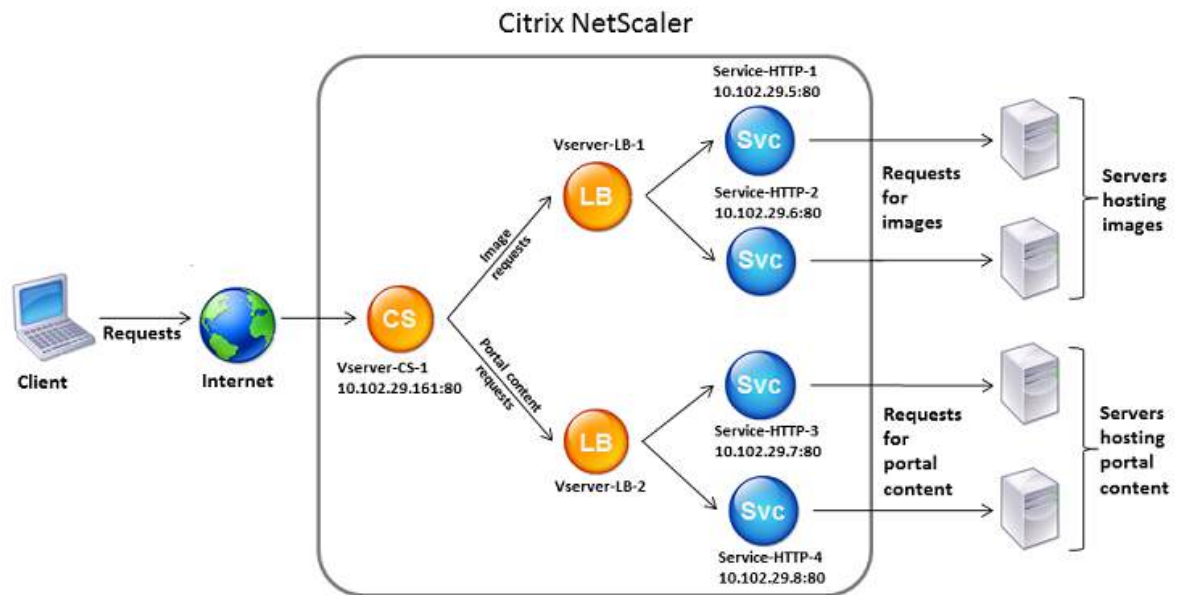 Citrix NetScaler
Service-HTTP-1
10.102.29.5:80
Svc
Vserver-LB-1
LB
Service-HTTP-2
10.102.29.6:80
Svc
Requests
for
images
Servers
hosting
images
Image
requests
Client
Requests
Internet
CS
Vserver-CS-1
10.102.29.161:80
Portal content
requests
LB
Vserver-LB-2
Svc
Service-HTTP-3
10.102.29.7:80
Svc
Service-HTTP-4
10.102.29.8:80
Requests
for
portal
content
Servers
hosting
portal
content